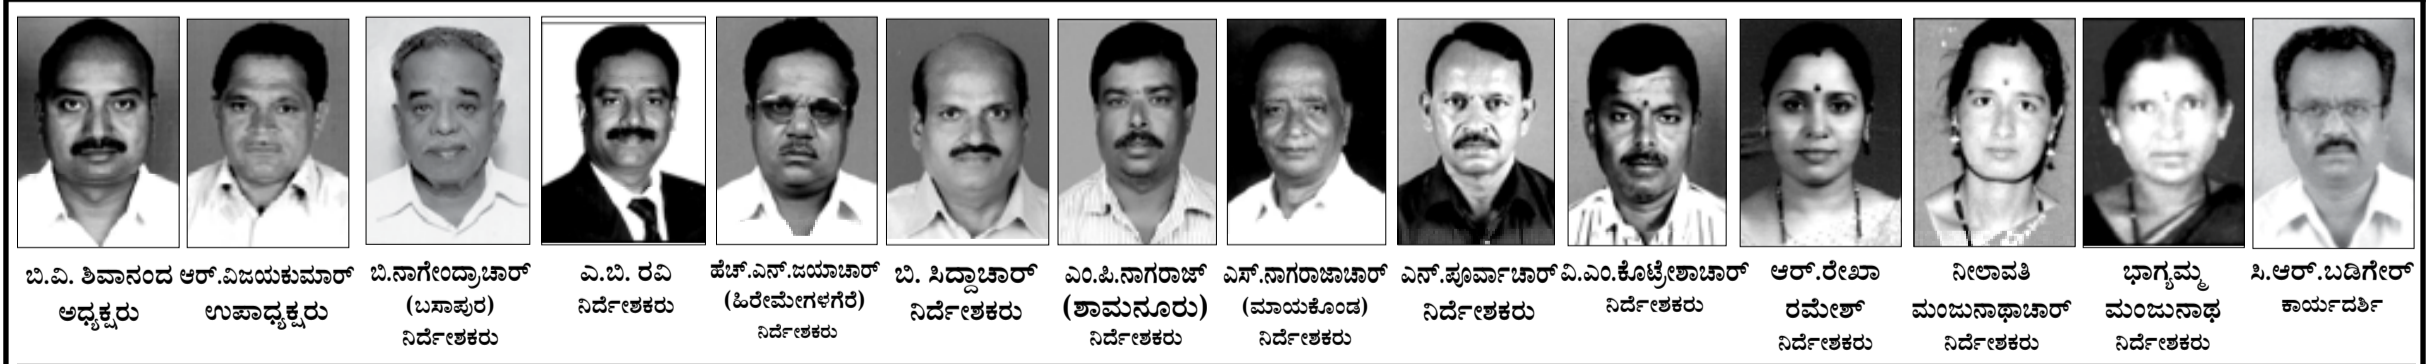 ಬಿ.ವಿ. ಶಿವಾನಂದ
ಅಧ್ಯಕ್ಷರು
ಆರ್.ವಿಜಯಕುಮಾರ್
ಉಪಾಧ್ಯಕ್ಷರು
ಬಿ.ನಾಗೇಂದ್ರಾಚಾರ್
(ಬಸಾಪುರ)
ನಿರ್ದೇಶಕರು
ಎ.ಬಿ. ರವಿ
ನಿರ್ದೇಶಕರು
ಹೆಚ್.ಎನ್.ಜಯಾಚಾರ್
(ಹಿರೇಮೇಗಳಗೆರೆ)
ನಿರ್ದೇಶಕರು
ಬಿ. ಸಿದ್ದಾಚಾರ್
ನಿರ್ದೇಶಕರು
ಎಂ.ಪಿ.ನಾಗರಾಜ್
(ಶಾಮನೂರು)
ನಿರ್ದೇಶಕರು
ಎಸ್.ನಾಗರಾಜಾಚಾರ್
(ಮಾಯಕೊಂಡ)
ನಿರ್ದೇಶಕರು
ಎನ್.ಪೂರ್ವಾಚಾರ್
ನಿರ್ದೇಶಕರು
ವಿ.ಎಂ.ಕೊಟ್ರೇಶಾಚಾರ್
ನಿರ್ದೇಶಕರು
ಆರ್.ರೇಖಾ
ರಮೇಶ್
ನಿರ್ದೇಶಕರು
ನೀಲಾವತಿ
ಮಂಜುನಾಥಾಚಾರ್
ನಿರ್ದೇಶಕರು
ಭಾಗ್ಯಮ್ಮ
ಮಂಜುನಾಥ
ನಿರ್ದೇಶಕರು
ಸಿ.ಆರ್.ಬಡಿಗೇರ್
ಕಾರ್ಯದರ್ಶಿ